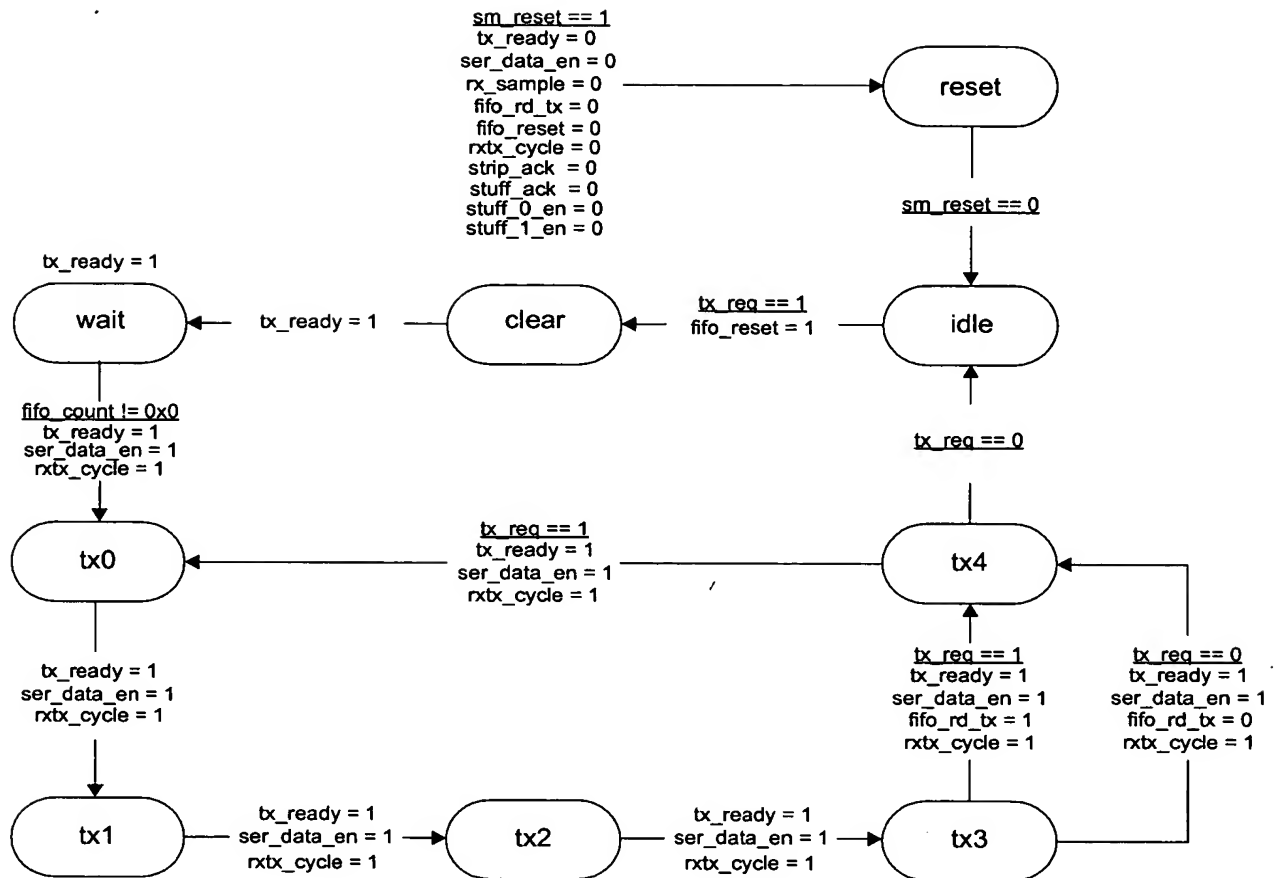 sm_reset == 1
tx_ready = 0
ser_data_en = 0
rx_sample = 0
fifo_rd_tx = 0
fifo_reset = 0
rxtx_cycle = 0
strip_ack = 0
stuff_ack = 0
stuff_0_en = 0
stuff_1_en = 0
reset
sm_reset == 0
tx_ready = 1
wait
tx_ready = 1
clear
tx_req == 1
fifo_reset = 1
idle
fifo_count != 0x0
tx_ready = 1
ser_data_en = 1
rxtx_cycle = 1
tx_req == 0
tx0
tx_req == 1
tx_ready = 1
ser_data_en = 1
rxtx_cycle = 1
tx4
tx_ready = 1
ser_data_en = 1
rxtx_cycle = 1
tx_req == 1
tx_ready = 1
ser_data_en = 1
fifo_rd_tx = 1
rxtx_cycle = 1
tx_req == 0
tx_ready = 1
ser_data_en = 1
fifo_rd_tx = 0
rxtx_cycle = 1
tx1
tx_ready = 1
ser_data_en = 1
rxtx_cycle = 1
tx2
tx_ready = 1
ser_data_en = 1
rxtx_cycle = 1
tx3